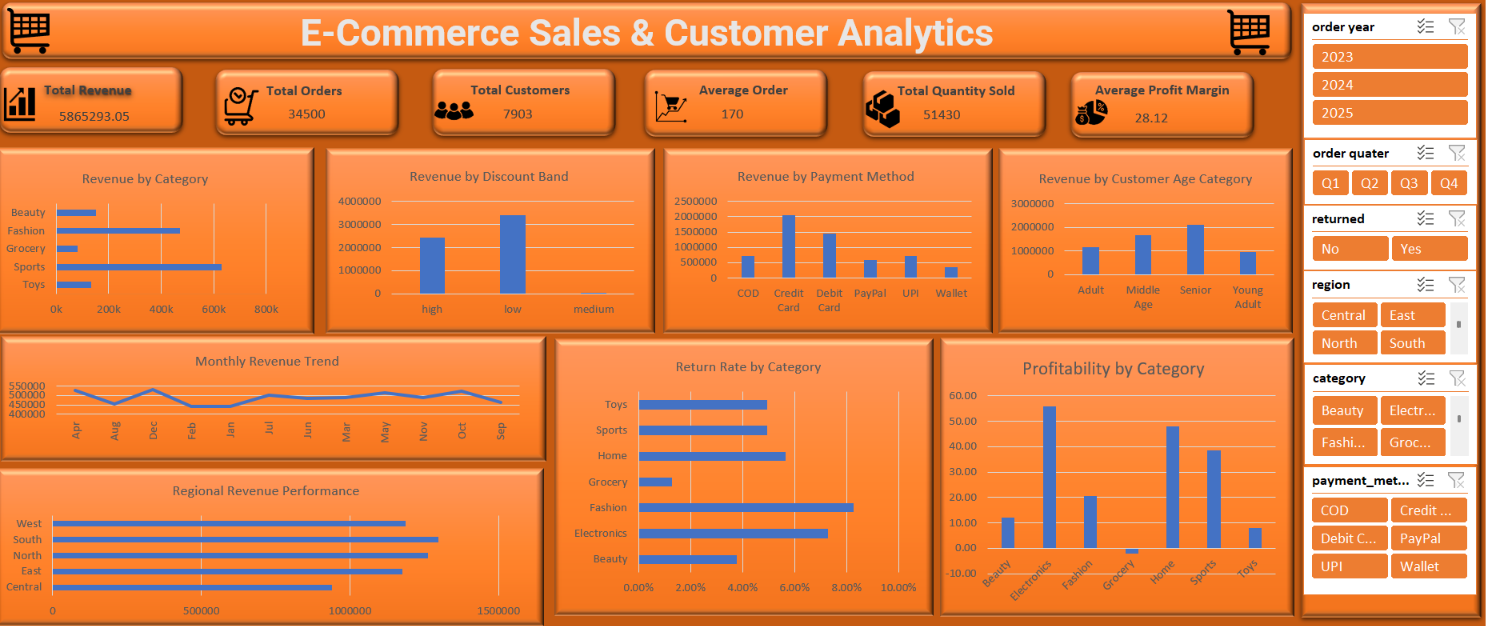 E-Commerce Sales & Customer Analytics
Total Revenue
5865293.05
Total Orders
34500
Total Customers
7903
Average Order
170
Total Quantity Sold
51430
Average Profit Margin
28.12
Revenue by Category
Beauty
Fashion
Grocery
Sports
Toys
0k 200k 400k 600k 800k
Revenue by Discount Band
4000000
3000000
2000000
1000000
0
high low medium
Revenue by Payment Method
2500000
2000000
1500000
1000000
500000
0
COD Credit Card Debit Card PayPal UPI Wallet
Revenue by Customer Age Category
3000000
2000000
1000000
0
Adult Middle Age Senior Young Adult
Monthly Revenue Trend
550000
500000
450000
400000
Apr Aug Dec Feb Jan Jul Jun Mar May Nov Oct Sep
Regional Revenue Performance
West
South
North
East
Central
0 500000 1000000 1500000
Return Rate by Category
Toys
Sports
Home
Grocery
Fashion
Electronics
Beauty
0.00% 2.00% 4.00% 6.00% 8.00% 10.00%
Profitability by Category
60.00
50.00
40.00
30.00
20.00
10.00
0.00
-10.00
Beauty Electronics Fashion Grocery Home Sports Toys
order year
2023
2024
2025
order quater
Q1 Q2 Q3 Q4
returned
No Yes
region
Central East
North South
category
Beauty Electr...
Fashi... Groc...
payment_met...
COD Credit ...
Debit C... PayPal
UPI Wallet